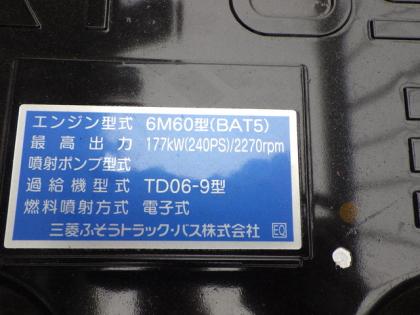 エンジン型式 6M60型(BAT5)
最高出力 177kW(240PS)/2270rpm
噴射ポンプ型式
過給機型式 TD06-9型
燃料噴射方式 電子式
三菱ふそうトラック・バス株式会社 EQ